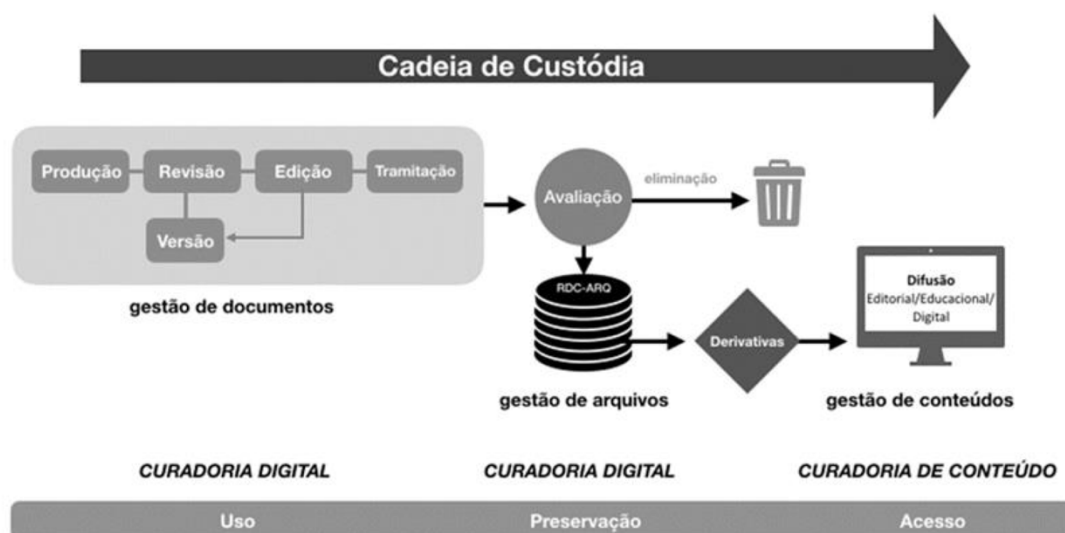 Cadeia de Custódia
Produção
Revisão
Edição
Tramitação
Versão
gestão de documentos
Avaliação
eliminação
RDC-ARQ
gestão de arquivos
Derivativas
Difusão
Editorial/Educacional/
Digital
gestão de conteúdos
CURADORIA DIGITAL
CURADORIA DIGITAL
CURADORIA DE CONTEÚDO
Uso
Preservação
Acesso